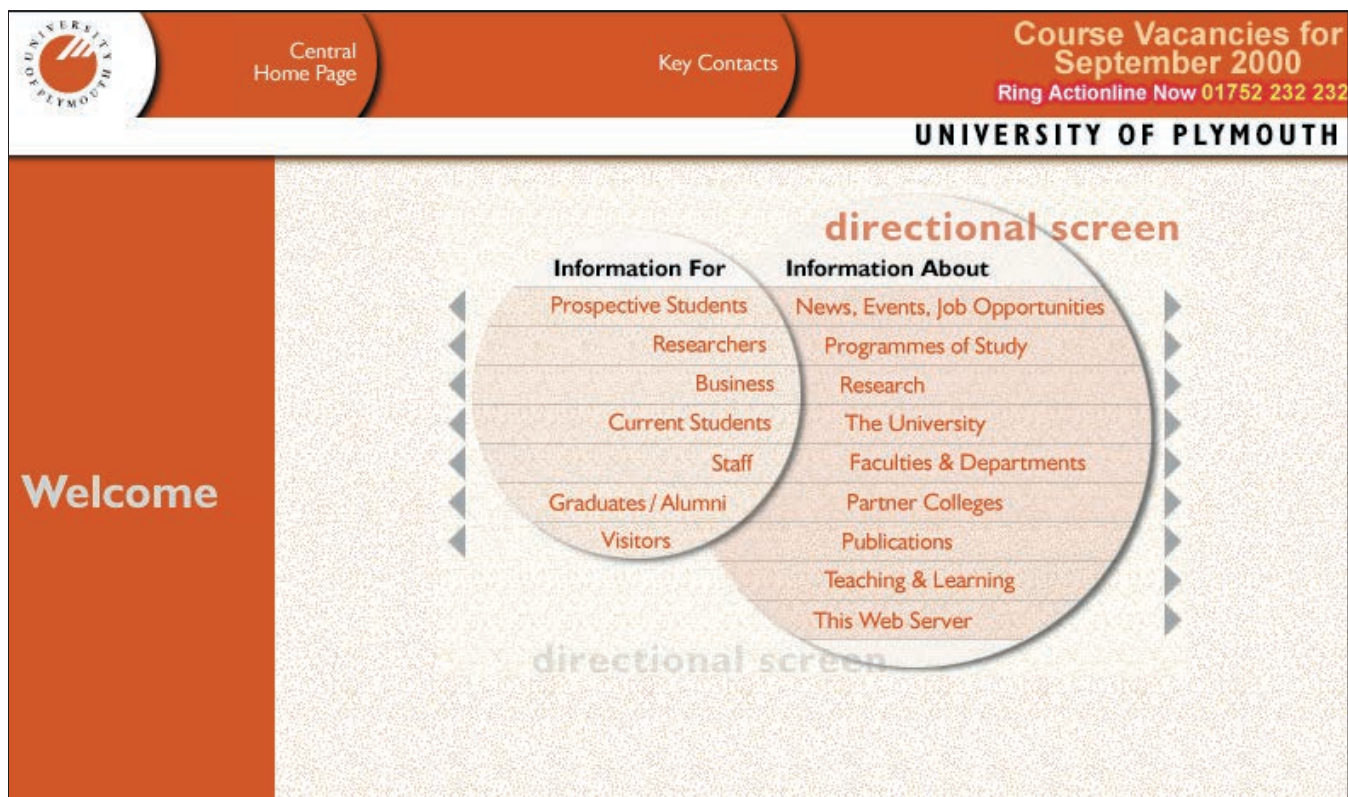 UNIVERSITY OF PLYMOUTH
Central
Home Page
Key Contacts
Course Vacancies for
September 2000
Ring Actionline Now 01752 232 232
UNIVERSITY OF PLYMOUTH
directional screen
Information For
Information About
Prospective Students
News, Events, Job Opportunities
Researchers
Programmes of Study
Business
Research
Current Students
The University
Staff
Faculties & Departments
Welcome
Graduates / Alumni
Partner Colleges
Visitors
Publications
Teaching & Learning
This Web Server
directional screen